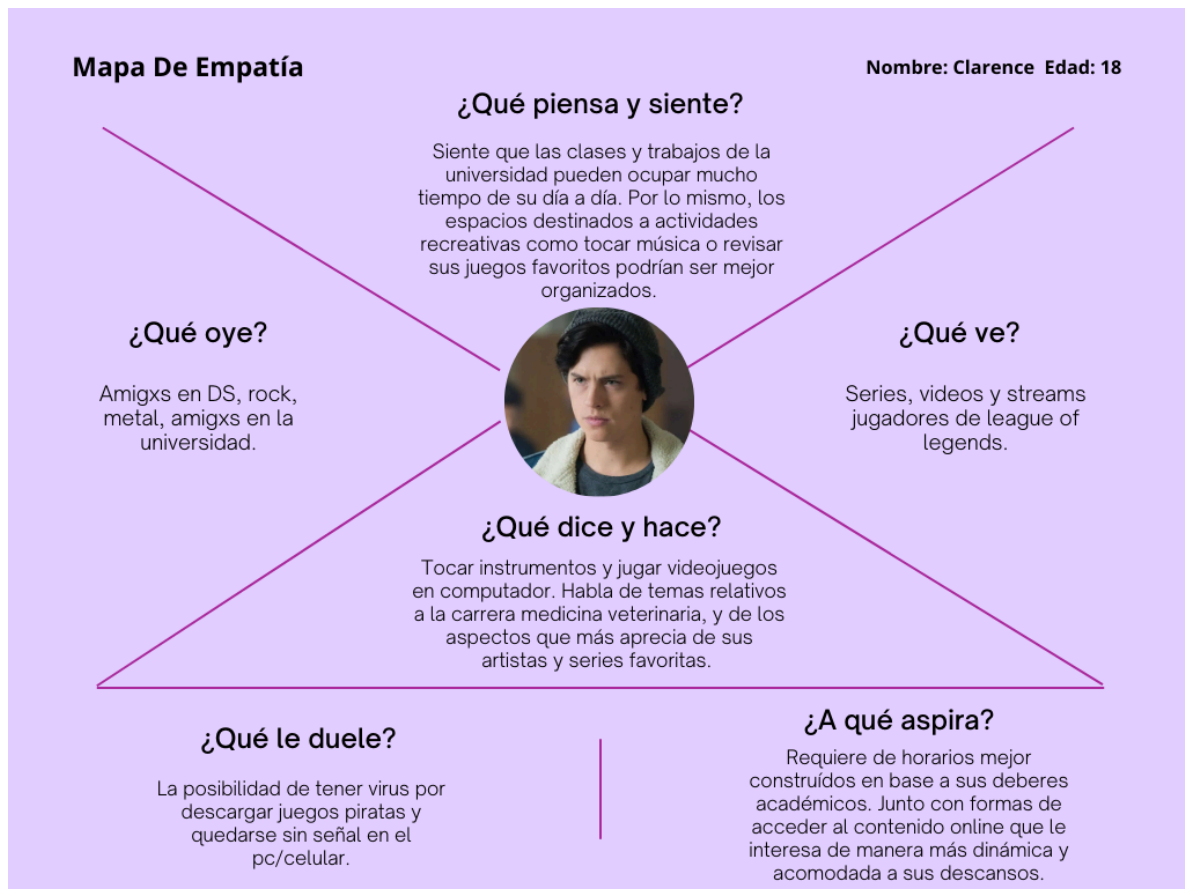 Mapa De Empatía
Nombre: Clarence Edad: 18
¿Qué piensa y siente?
Siente que las clases y trabajos de la
universidad pueden ocupar mucho
tiempo de su día a día. Por lo mismo, los
espacios destinados a actividades
recreativas como tocar música o revisar
sus juegos favoritos podrían ser mejor
organizados.
¿Qué oye?
Amigxs en DS, rock,
metal, amigxs en la
universidad.
¿Qué ve?
Series, videos y streams
jugadores de league of
legends.
¿Qué dice y hace?
Tocar instrumentos y jugar videojuegos
en computador. Habla de temas relativos
a la carrera medicina veterinaria, y de los
aspectos que más aprecia de sus
artistas y series favoritas.
¿Qué le duele?
La posibilidad de tener virus por
descargar juegos piratas y
quedarse sin señal en el
pc/celular.
¿A qué aspira?
Requiere de horarios mejor
construídos en base a sus deberes
académicos. Junto con formas de
acceder al contenido online que le
interesa de manera más dinámica y
acomodada a sus descansos.